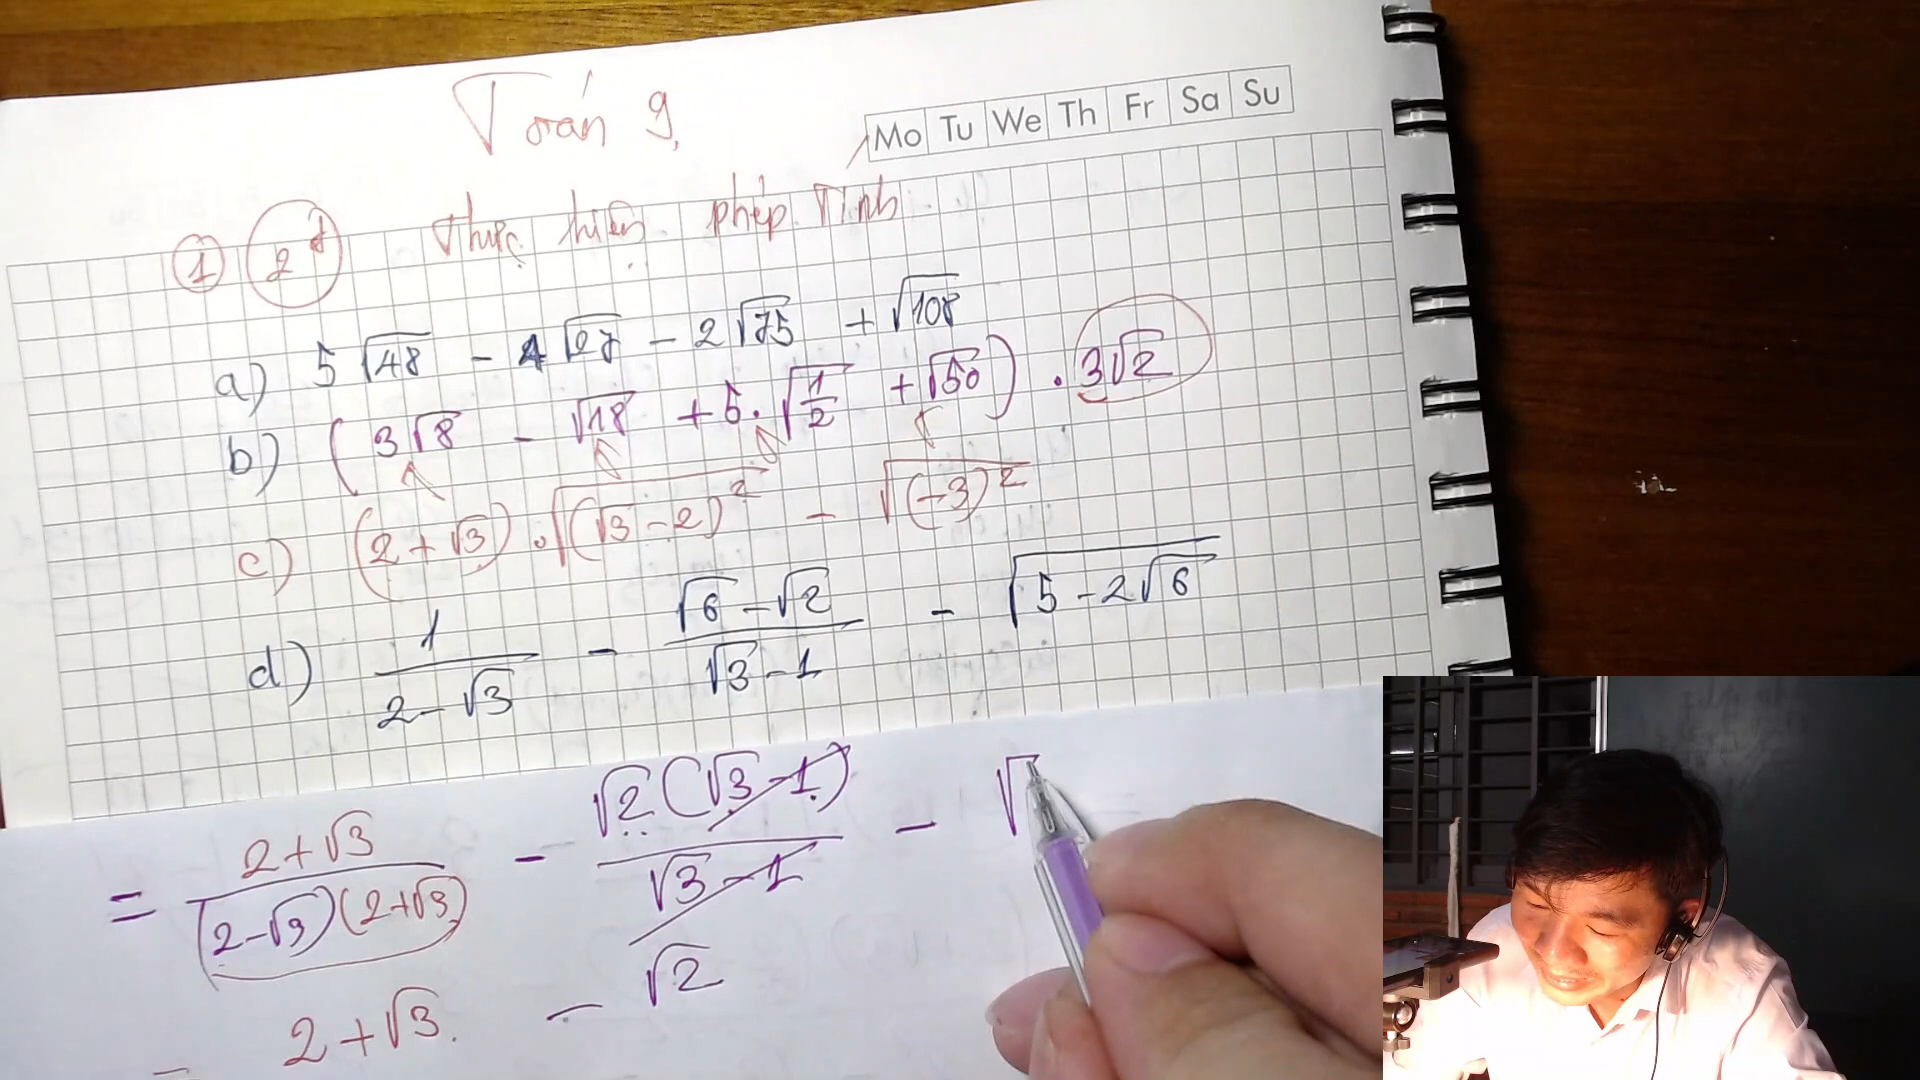 Toán 9
Mo Tu We Th Fr Sa Su
① 2đ Thực hiện phép tính
a) 5√48 - 4√27 - 2√75 + √108
b) (3√8 - √18 + 5.√(1/2) + √50) . 3√2
c) (2+√3).√((√3-2)²) - √((-3)²)
d) 1/(2-√3) - (√6-√2)/(√3-1) - √(5-2√6)
= (2+√3)/((2-√3)(2+√3)) - √2(√3-1)/(√3-1) - √
= 2+√3 - √2